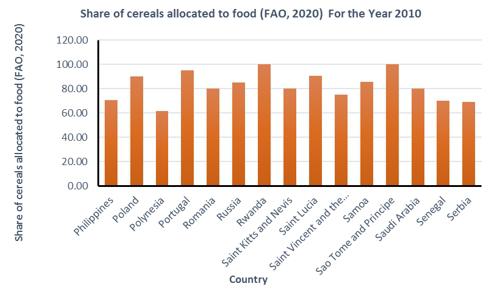 Share of cereals allocated to food (FAO, 2020)  For the Year 2010
Share of cereals allocated to food (FAO, 2020)
120.00
100.00
80.00
60.00
40.00
20.00
0.00
Philippines
Poland
Polynesia
Portugal
Romania
Russia
Rwanda
Saint Kitts and Nevis
Saint Lucia
Saint Vincent and the...
Samoa
Sao Tome and Principe
Saudi Arabia
Senegal
Serbia
Country